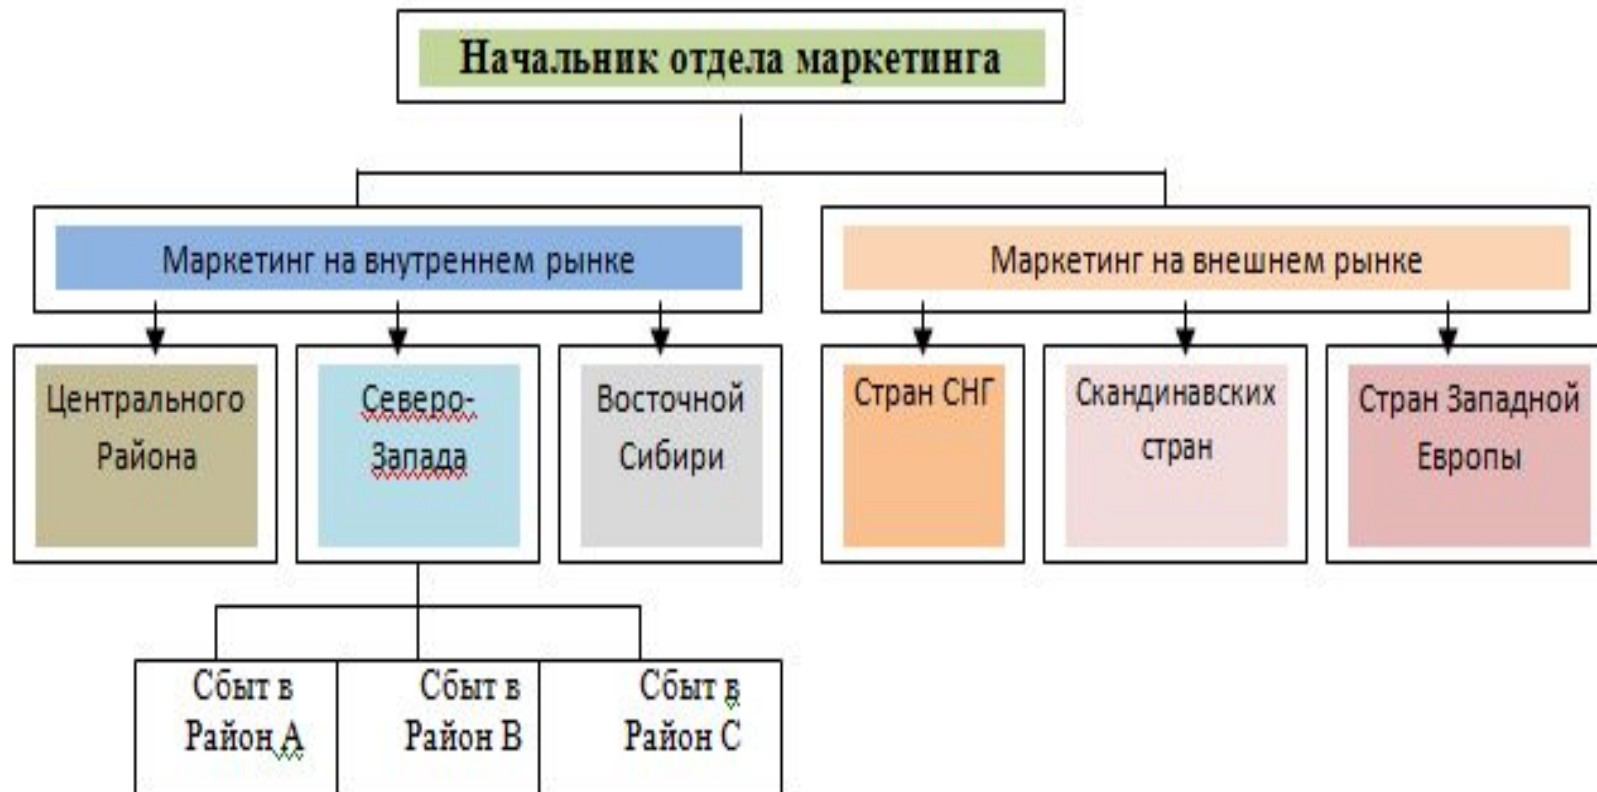 Начальник отдела маркетинга
Маркетинг на внутреннем рынке
Маркетинг на внешнем рынке
Центрального
Района
Северо-
Запада
Восточной
Сибири
Стран СНГ
Скандинавских
стран
Стран Западной
Европы
Сбыт в
Район А
Сбыт в
Район В
Сбыт в
Район С